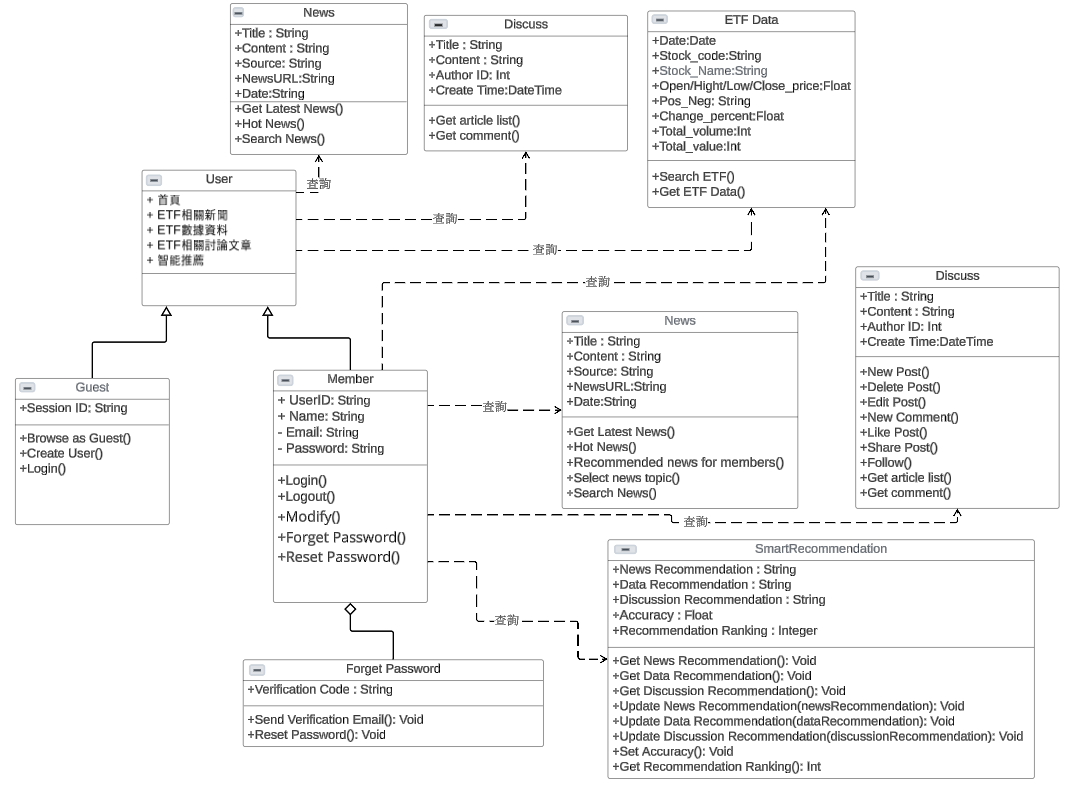 News
+Title : String
+Content : String
+Source: String
+NewsURL:String
+Date:String
+Get Latest News()
+Hot News()
+Search News()
Discuss
+Title : String
+Content : String
+Author ID: Int
+Create Time:DateTime
+Get article list()
+Get comment()
ETF Data
+Date:Date
+Stock_code:String
+Stock_Name:String
+Open/Hight/Low/Close_price:Float
+Pos_Neg: String
+Change_percent:Float
+Total_volume:Int
+Total_value:Int
+Search ETF()
+Get ETF Data()
User
+ 首頁
+ ETF相關新聞
+ ETF數據資料
+ ETF相關討論文章
+ 智能推薦
查詢
查詢
查詢
查詢
Discuss
+Title : String
+Content : String
+Author ID: Int
+Create Time:DateTime
+New Post()
+Delete Post()
+Edit Post()
+New Comment()
+Like Post()
+Share Post()
+Follow()
+Get article list()
+Get comment()
News
+Title : String
+Content : String
+Source: String
+NewsURL:String
+Date:String
+Get Latest News()
+Hot News()
+Recommended news for members()
+Select news topic()
+Search News()
Guest
+Session ID: String
+Browse as Guest()
+Create User()
+Login()
Member
+ UserID: String
+ Name: String
- Email: String
- Password: String
+Login()
+Logout()
+Modify()
+Forget Password()
+Reset Password()
查詢
查詢
查詢
SmartRecommendation
+News Recommendation : String
+Data Recommendation : String
+Discussion Recommendation : String
+Accuracy : Float
+Recommendation Ranking : Integer
+Get News Recommendation(): Void
+Get Data Recommendation(): Void
+Get Discussion Recommendation(): Void
+Update News Recommendation(newsRecommendation): Void
+Update Data Recommendation(dataRecommendation): Void
+Update Discussion Recommendation(discussionRecommendation): Void
+Set Accuracy(): Void
+Get Recommendation Ranking(): Int
Forget Password
+Verification Code : String
+Send Verification Email(): Void
+Reset Password(): Void